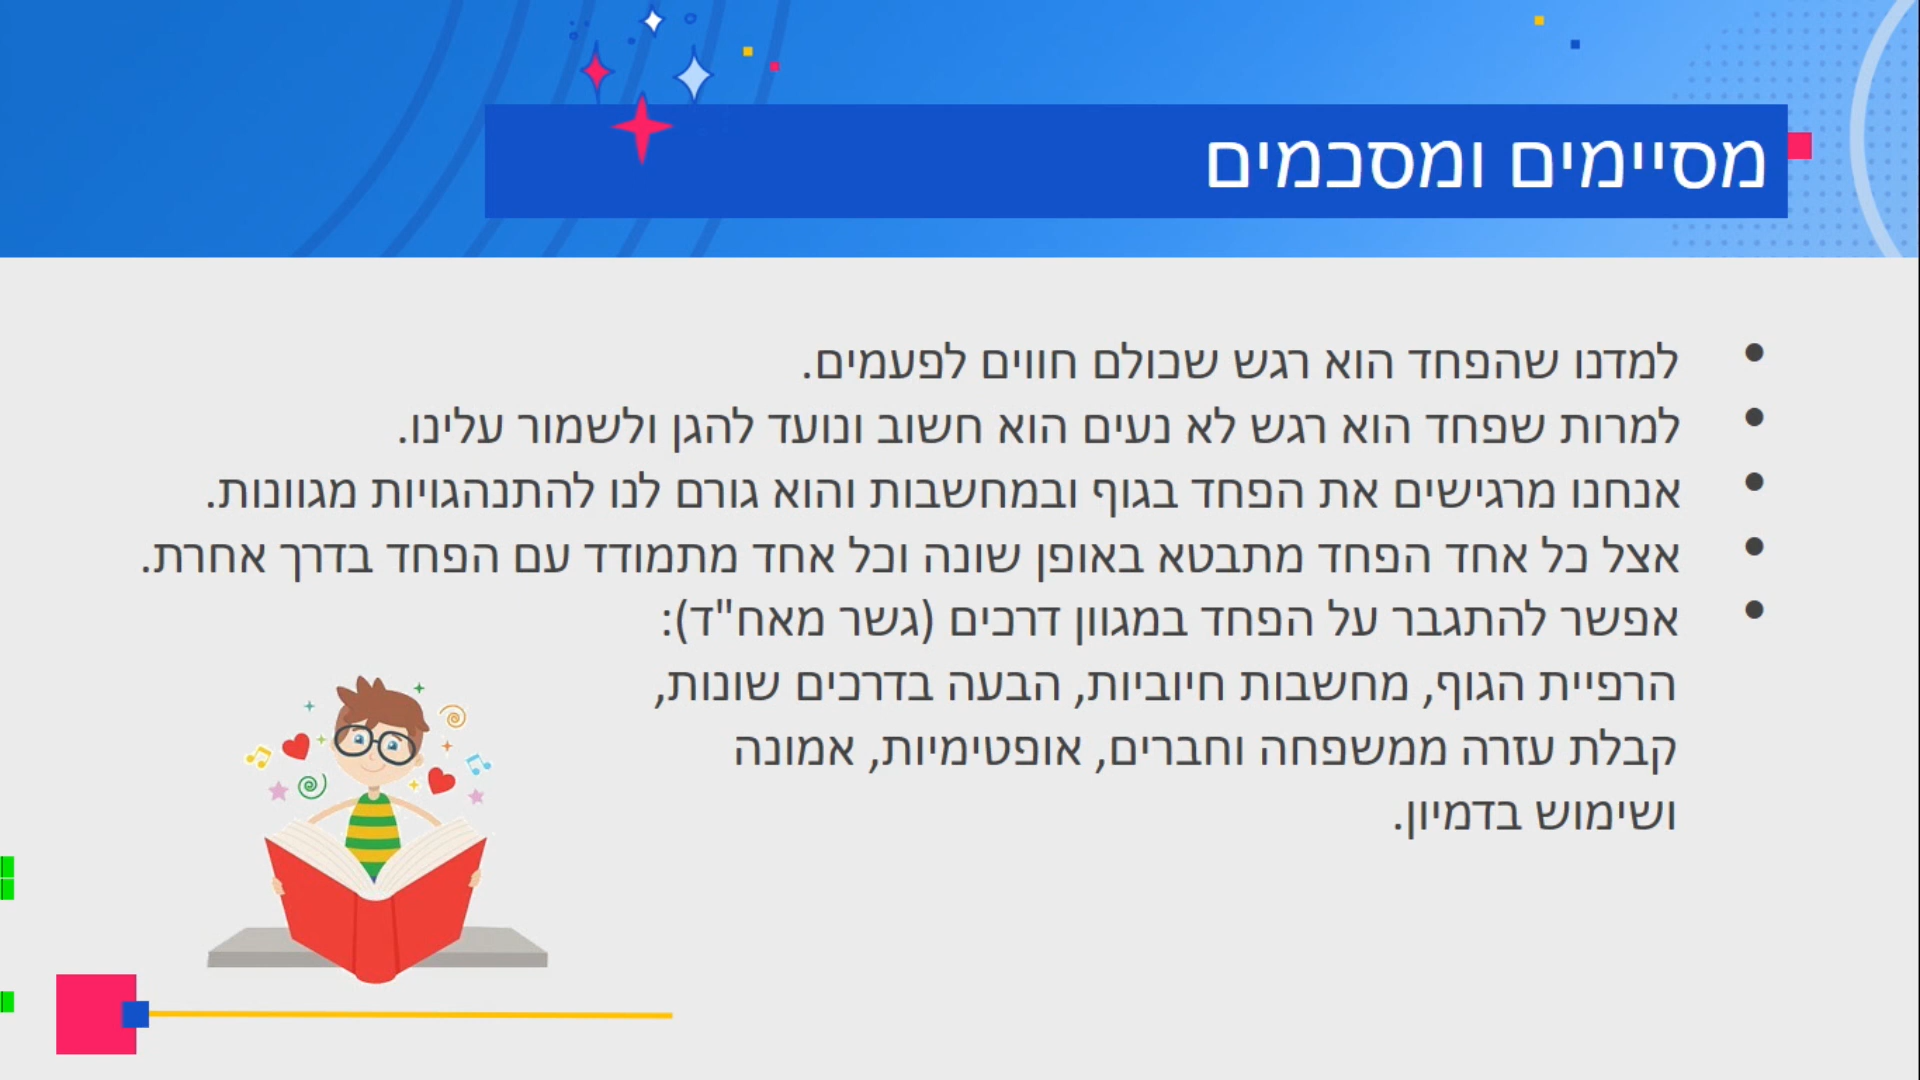 מסיימים ומסכמים
● למדנו שהפחד הוא רגש שכולם חווים לפעמים.
● למרות שפחד הוא רגש לא נעים הוא חשוב ונועד להגן ולשמור עלינו.
● אנחנו מרגישים את הפחד בגוף ובמחשבות והוא גורם לנו להתנהגויות מגוונות.
● אצל כל אחד הפחד מתבטא באופן שונה וכל אחד מתמודד עם הפחד בדרך אחרת.
● אפשר להתגבר על הפחד במגוון דרכים (גשר מאח"ד):
הרפיית הגוף, מחשבות חיוביות, הבעה בדרכים שונות,
קבלת עזרה ממשפחה וחברים, אופטימיות, אמונה
ושימוש בדמיון.